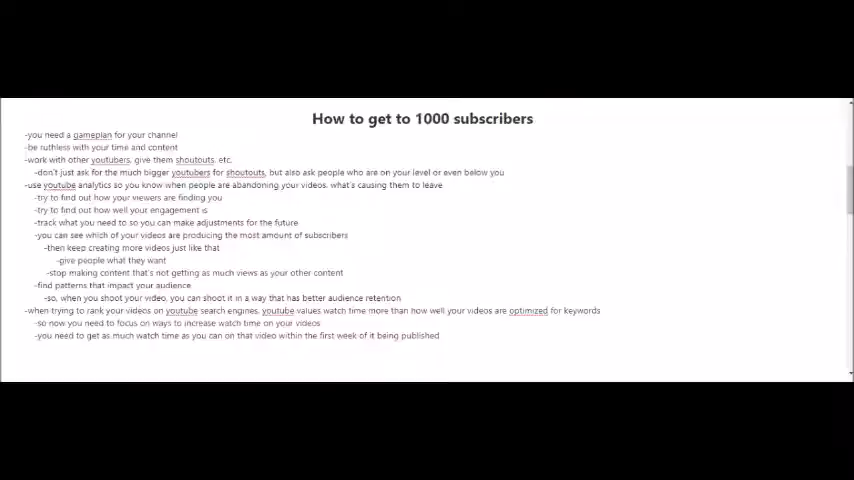 How to get to 1000 subscribers
-you need a gameplan for your channel
-be ruthless with your time and content
-work with other youtubers, give them shoutouts, etc.
-don't just ask for the much bigger youtubers for shoutouts, but also ask people who are on your level or even below you
-use youtube analytics so you know when people are abandoning your videos, what's causing them to leave
-try to find out how your viewers are finding you
-try to find out how well your engagement is
-track what you need to so you can make adjustments for the future
-you can see which of your videos are producing the most amount of subscribers
-then keep creating more videos just like that
-give people what they want
-stop making content that's not getting as much views as your other content
-find patterns that impact your audience
-so, when you shoot your video, you can shoot it in a way that has better audience retention
-when trying to rank your videos on youtube search engines, youtube values watch time more than how well your videos are optimized for keywords
-so now you need to focus on ways to increase watch time on your videos
-you need to get as much watch time as you can on that video within the first week of it being published